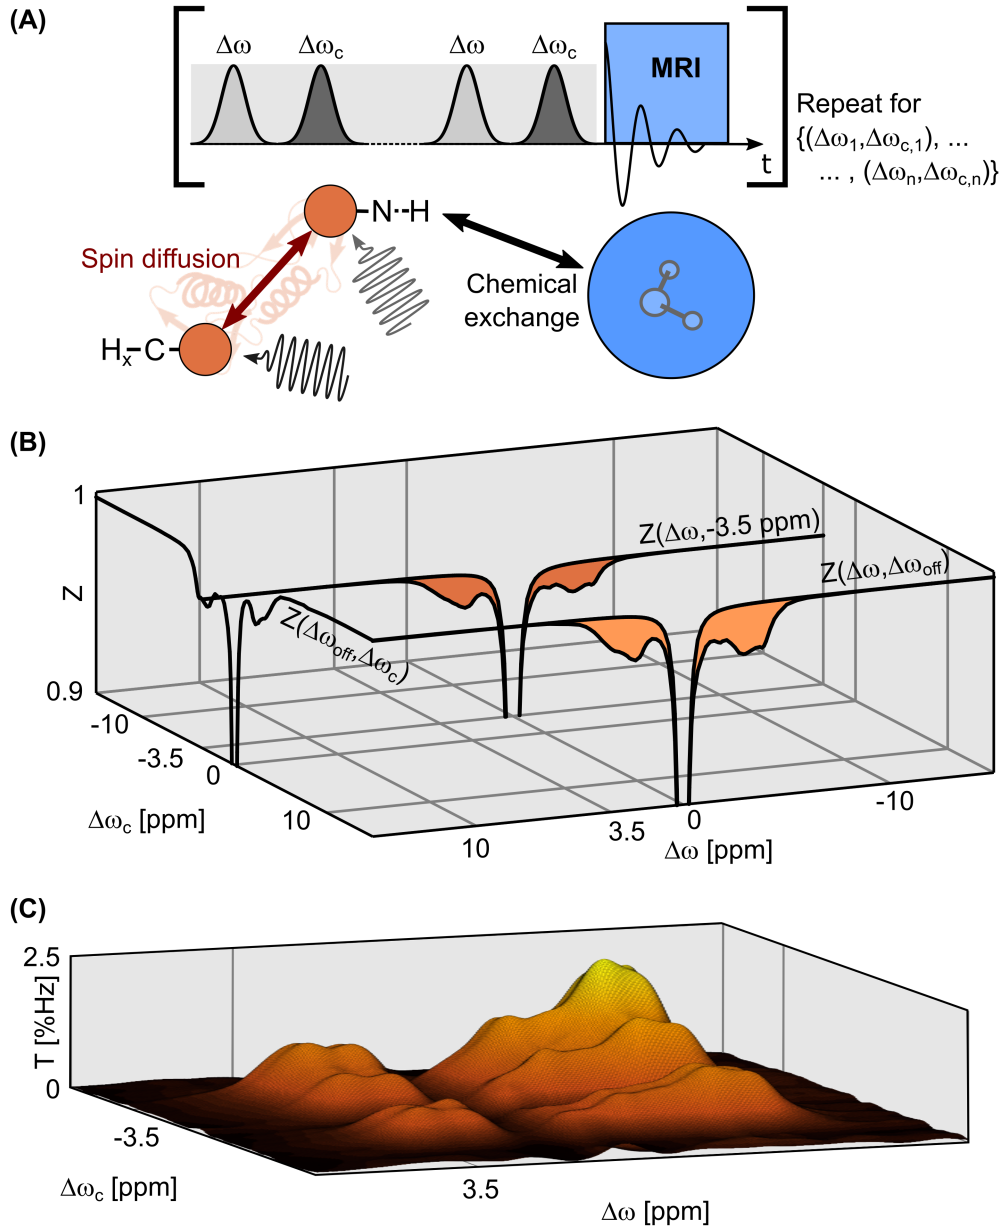 (A)
Δω Δω_c Δω Δω_c
MRI
t
Repeat for
{(Δω₁,Δω_c,1), ...
... , (Δω_n,Δω_c,n)}
N··H
Spin diffusion
Chemical
exchange
Hₓ–C
(B)
1
Z
0.9
Z(Δω,-3.5 ppm)
Z(Δω,Δω_off)
Z(Δω_off,Δω_c)
-10
-3.5
0
10
Δω_c [ppm]
10
3.5
0
-10
Δω [ppm]
(C)
2.5
T [%Hz]
0
-3.5
Δω_c [ppm]
3.5
Δω [ppm]